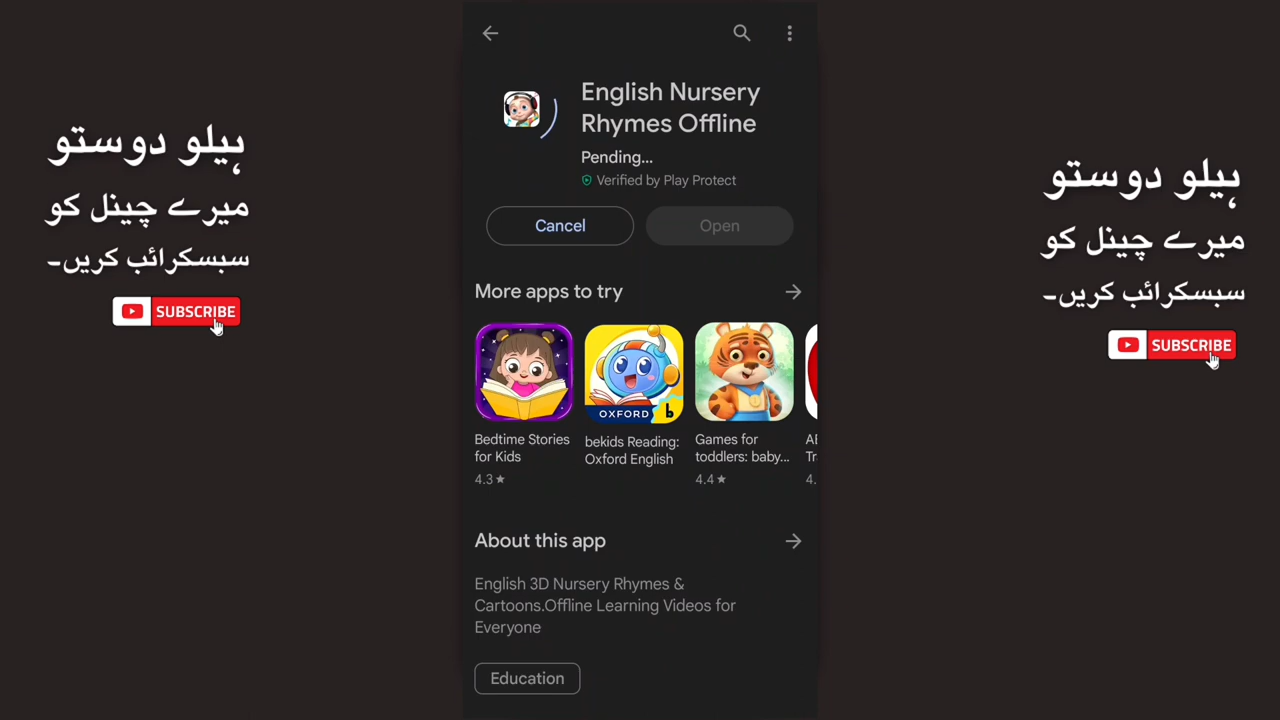 ہیلو دوستو
میرے چینل کو
سبسکرائب کریں۔
SUBSCRIBE
English Nursery
Rhymes Offline
Pending...
Verified by Play Protect
Cancel
Open
More apps to try
OXFORD b
Bedtime Stories
for Kids
4.3★
bekids Reading:
Oxford English
Games for
toddlers: baby...
4.4★
4.
About this app
English 3D Nursery Rhymes &
Cartoons.Offline Learning Videos for
Everyone
Education
ہیلو دوستو
میرے چینل کو
سبسکرائب کریں۔
SUBSCRIBE